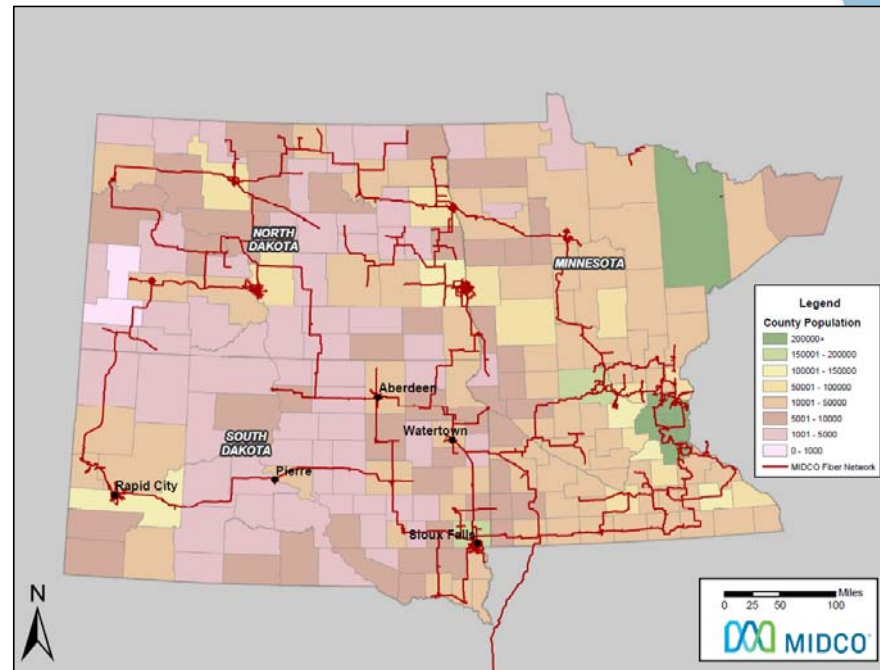 NORTH
DAKOTA
MINNESOTA
Aberdeen
Watertown
SOUTH
DAKOTA
Pierre
Rapid City
Sioux Falls
Legend
County Population
200000+
150001 - 200000
100001 - 150000
50001 - 100000
10001 - 50000
5001 - 10000
1001 - 5000
0 - 1000
MIDCO Fiber Network
N
Miles
0 25 50 100
MIDCO